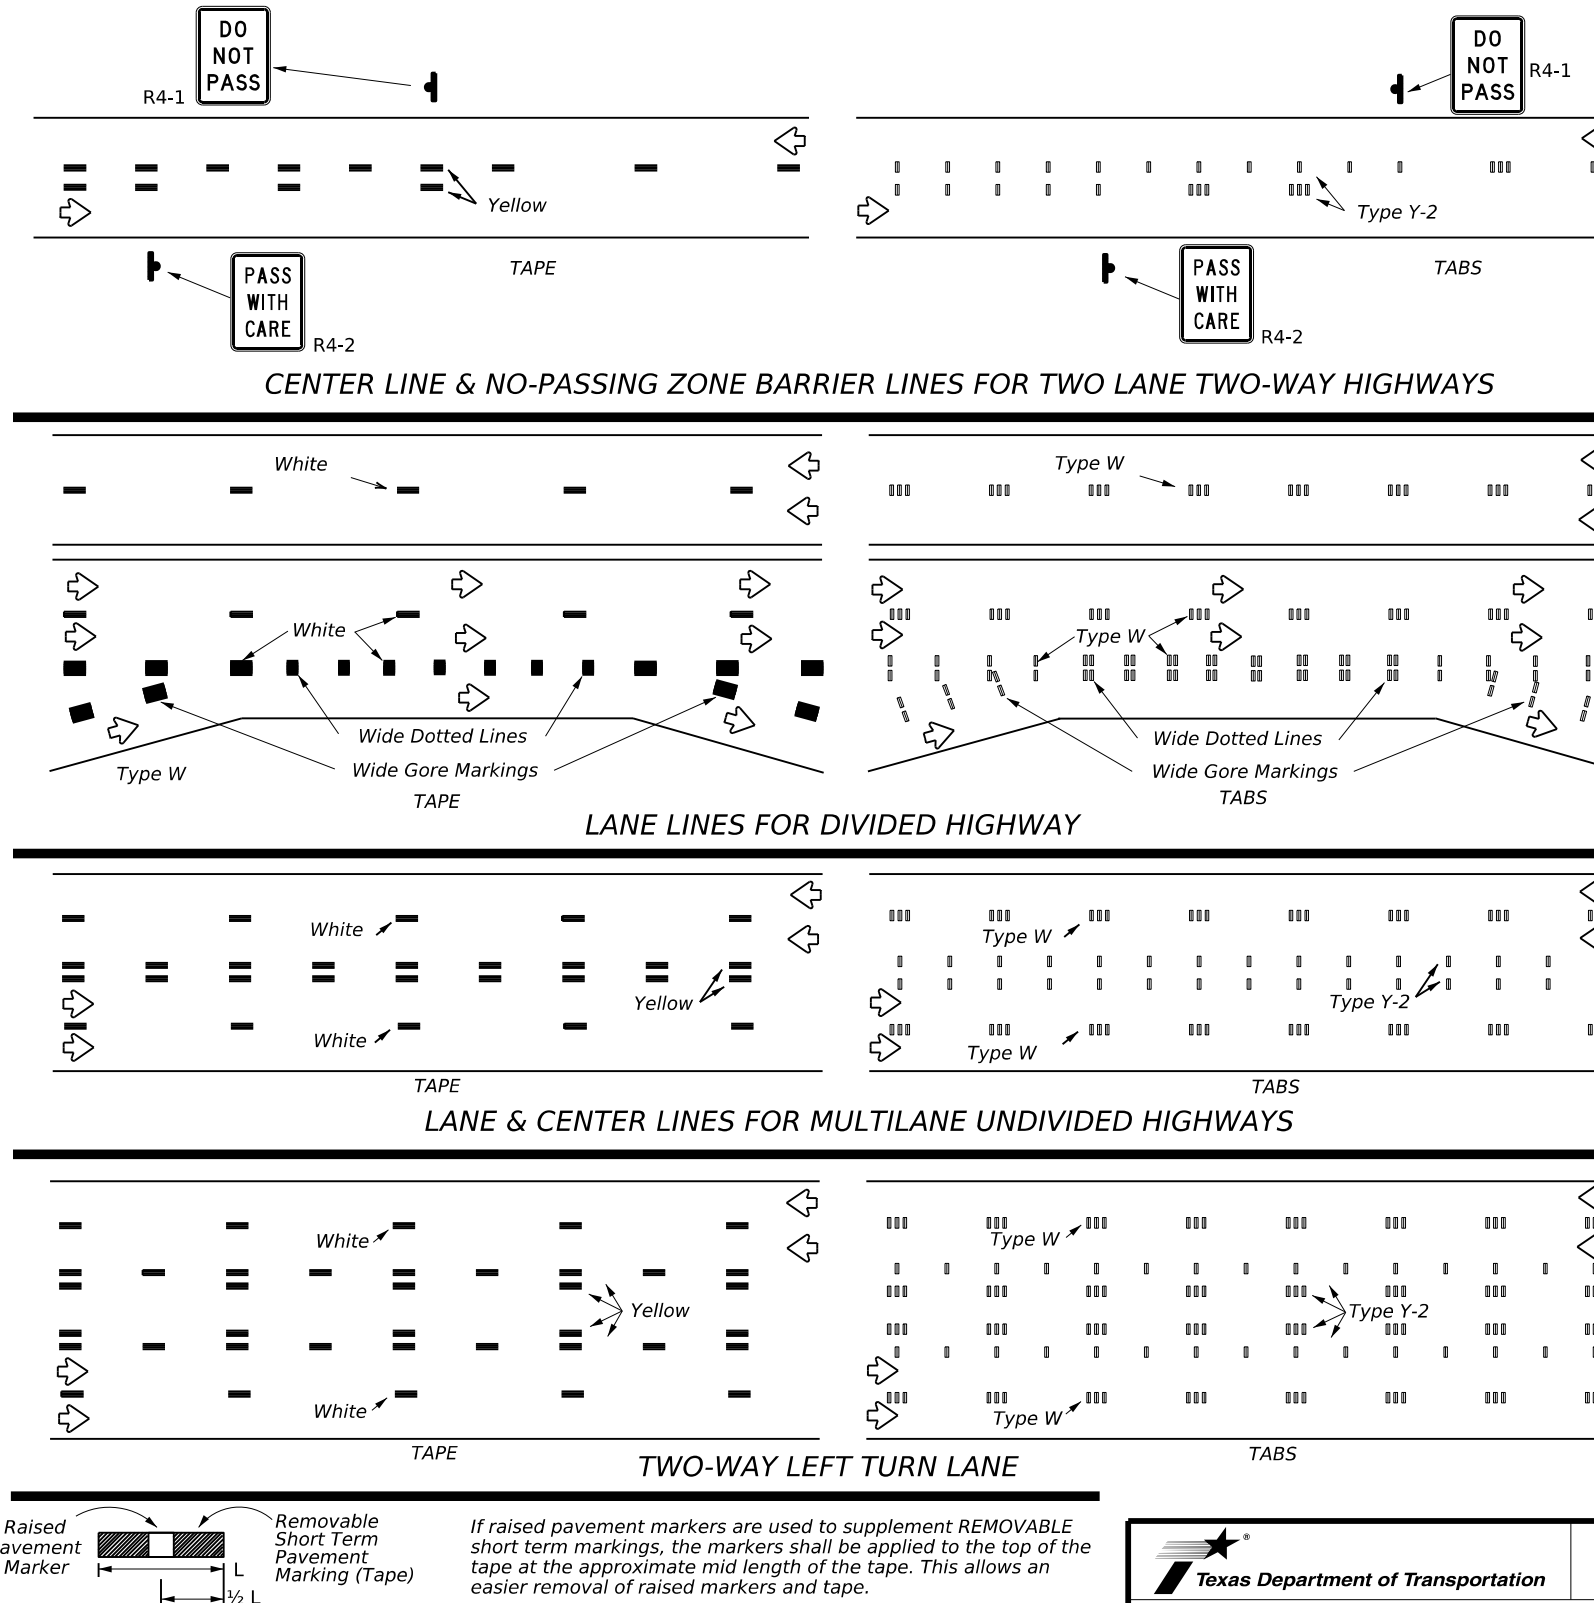 DO
NOT
PASS
R4-1
DO
NOT
PASS
R4-1
Yellow
Type Y-2
TAPE
TABS
PASS
WITH
CARE
R4-2
PASS
WITH
CARE
R4-2
CENTER LINE & NO-PASSING ZONE BARRIER LINES FOR TWO LANE TWO-WAY HIGHWAYS
White
Type W
White
Type W
Wide Dotted Lines
Wide Dotted Lines
Type W
Wide Gore Markings
Wide Gore Markings
TAPE
TABS
LANE LINES FOR DIVIDED HIGHWAY
White
Type W
Yellow
Type Y-2
White
Type W
TAPE
TABS
LANE & CENTER LINES FOR MULTILANE UNDIVIDED HIGHWAYS
White
Type W
Yellow
Type Y-2
White
Type W
TAPE
TABS
TWO-WAY LEFT TURN LANE
Raised
avement
Marker
Removable
Short Term
Pavement
Marking (Tape)
L
½ L
If raised pavement markers are used to supplement REMOVABLE
short term markings, the markers shall be applied to the top of the
tape at the approximate mid length of the tape. This allows an
easier removal of raised markers and tape.
®
Texas Department of Transportation